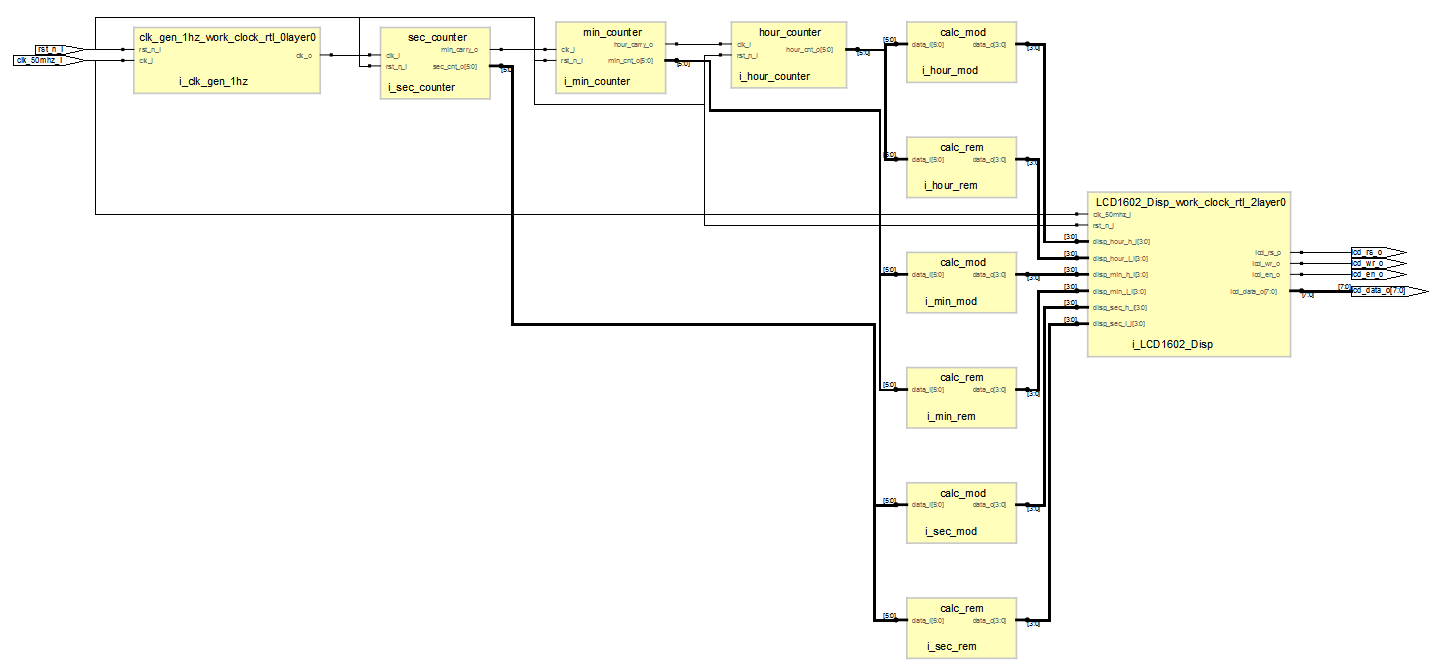 rst_n_i
clk_50mhz_i
clk_gen_1hz_work_clock_rtl_0layer0
rst_n_i
clk_i
clk_o
i_clk_gen_1hz
sec_counter
clk_i
rst_n_i
min_carry_o
sec_cnt_o[5:0]
[5:0]
i_sec_counter
min_counter
clk_i
rst_n_i
hour_carry_o
min_cnt_o[5:0]
[5:0]
i_min_counter
hour_counter
clk_i
rst_n_i
hour_cnt_o[5:0]
[5:0]
i_hour_counter
calc_mod
[5:0]
data_i[5:0]
data_o[3:0]
[3:0]
i_hour_mod
calc_rem
[5:0]
data_i[5:0]
data_o[3:0]
[3:0]
i_hour_rem
calc_mod
[5:0]
data_i[5:0]
data_o[3:0]
[3:0]
i_min_mod
calc_rem
[5:0]
data_i[5:0]
data_o[3:0]
[3:0]
i_min_rem
calc_mod
[5:0]
data_i[5:0]
data_o[3:0]
[3:0]
i_sec_mod
calc_rem
[5:0]
data_i[5:0]
data_o[3:0]
[3:0]
i_sec_rem
LCD1602_Disp_work_clock_rtl_2layer0
clk_50mhz_i
rst_n_i
[3:0]
disp_hour_h_i[3:0]
[3:0]
disp_hour_l_i[3:0]
[3:0]
disp_min_h_i[3:0]
[3:0]
disp_min_l_i[3:0]
[3:0]
disp_sec_h_i[3:0]
[3:0]
disp_sec_l_i[3:0]
lcd_rs_o
lcd_wr_o
lcd_en_o
lcd_data_o[7:0]
[7:0]
i_LCD1602_Disp
lcd_rs_o
lcd_wr_o
lcd_en_o
[7:0]
lcd_data_o[7:0]